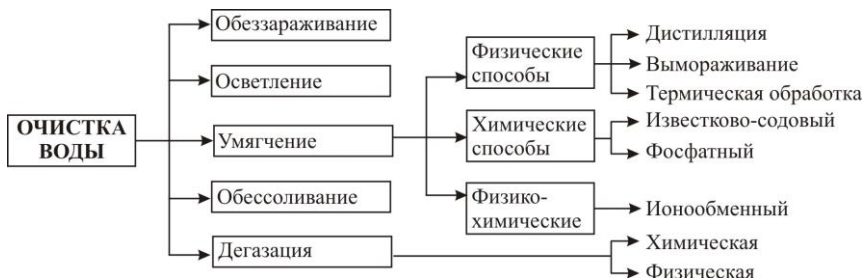 ОЧИСТКА
ВОДЫ
Обеззараживание
Осветление
Умягчение
Обессоливание
Дегазация
Физические
способы
Химические
способы
Физико-
химические
Дистилляция
Вымораживание
Термическая обработка
Известково-содовый
Фосфатный
Ионообменный
Химическая
Физическая